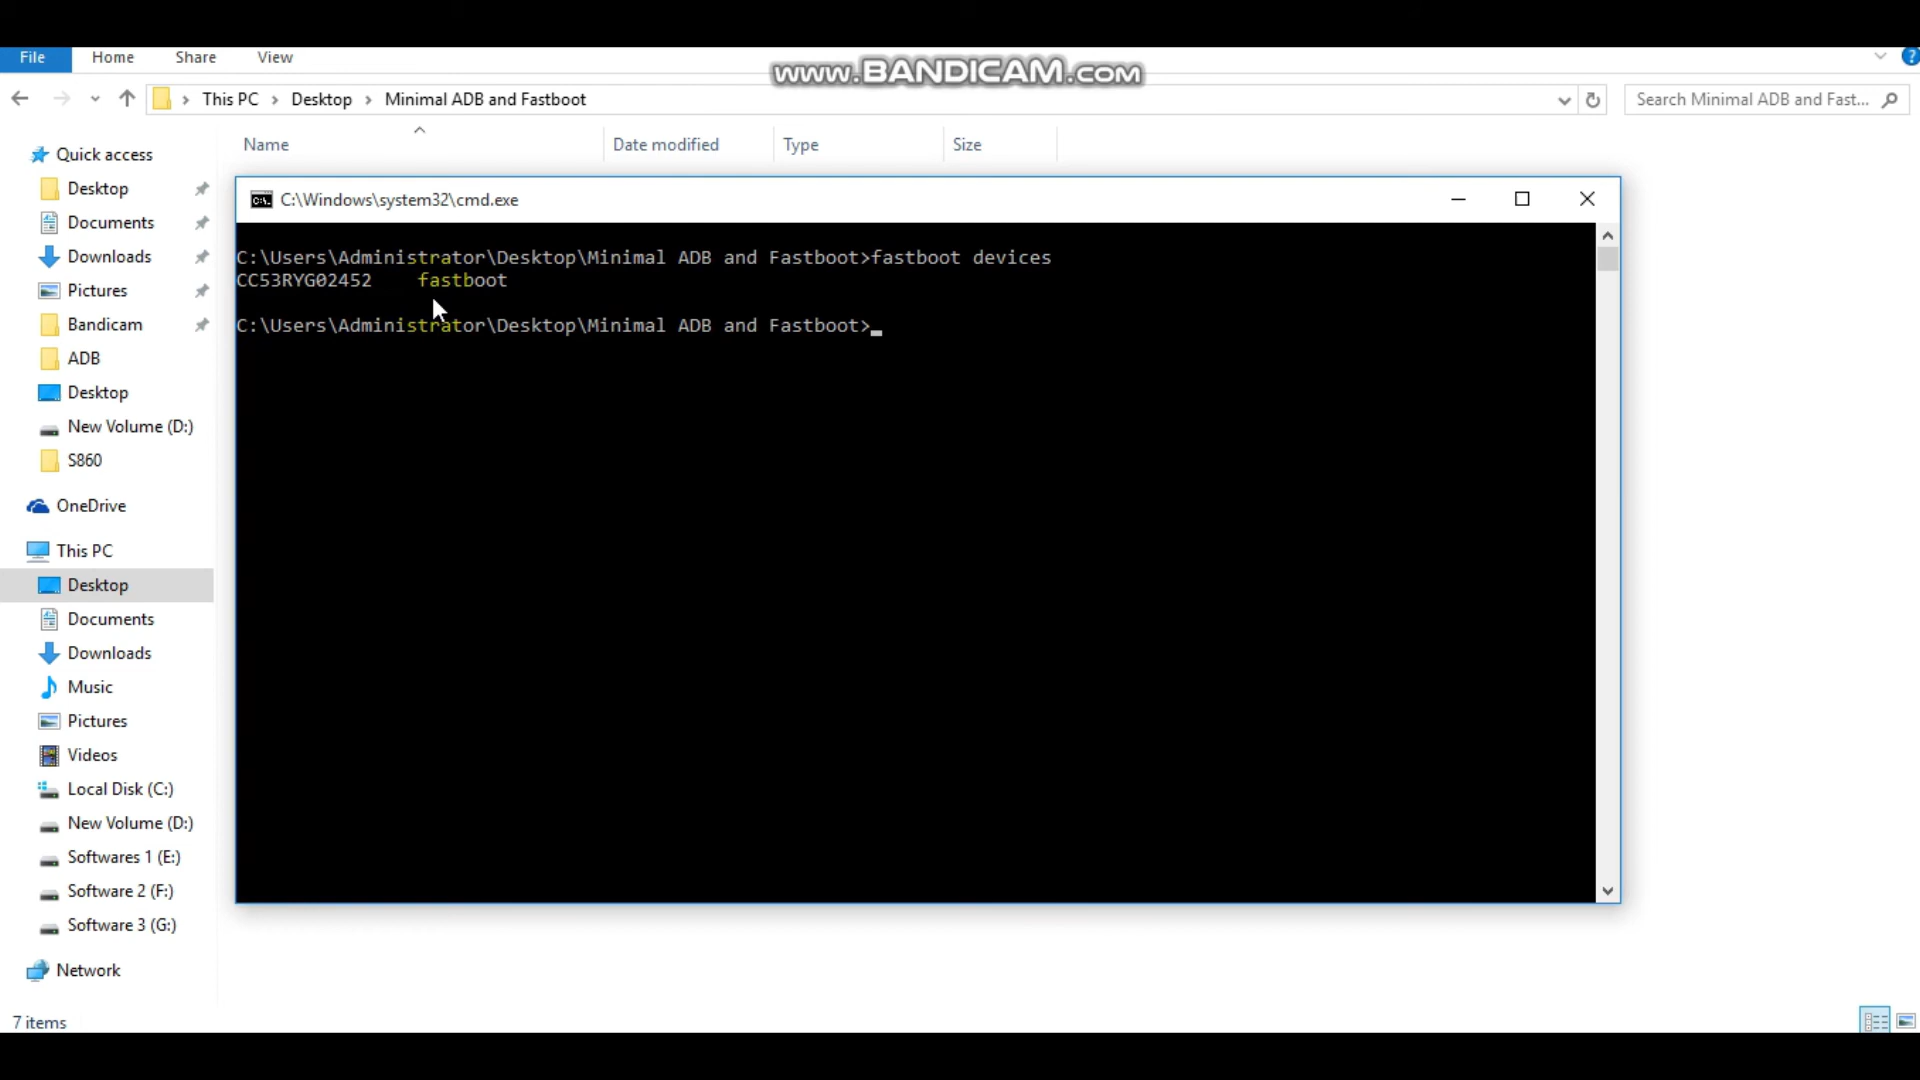 File Home Share View
www.BANDICAM.com
This PC > Desktop > Minimal ADB and Fastboot
Search Minimal ADB and Fast...
Name Date modified Type Size
Quick access
Desktop
Documents
Downloads
Pictures
Bandicam
ADB
Desktop
New Volume (D:)
S860
OneDrive
This PC
Desktop
Documents
Downloads
Music
Pictures
Videos
Local Disk (C:)
New Volume (D:)
Softwares 1 (E:)
Software 2 (F:)
Software 3 (G:)
Network
7 items
C:\Windows\system32\cmd.exe
C:\Users\Administrator\Desktop\Minimal ADB and Fastboot>fastboot devices
CC53RYG02452 fastboot
C:\Users\Administrator\Desktop\Minimal ADB and Fastboot>_